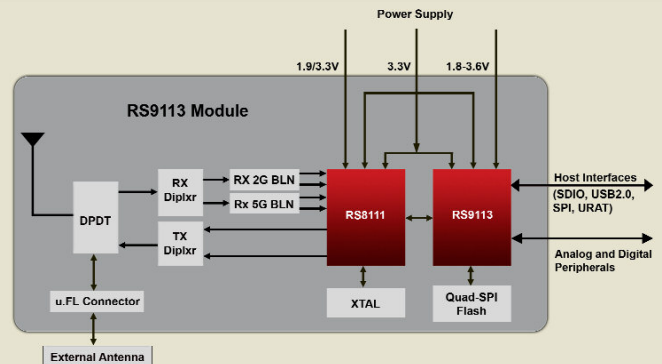 Power Supply
1.9/3.3V
3.3V
1.8-3.6V
RS9113 Module
RX
Diplxr
RX 2G BLN
Rx 5G BLN
DPDT
TX
Diplxr
RS8111
RS9113
Host Interfaces
(SDIO, USB2.0,
SPI, URAT)
Analog and Digital
Peripherals
u.FL Connector
XTAL
Quad-SPI
Flash
External Antenna